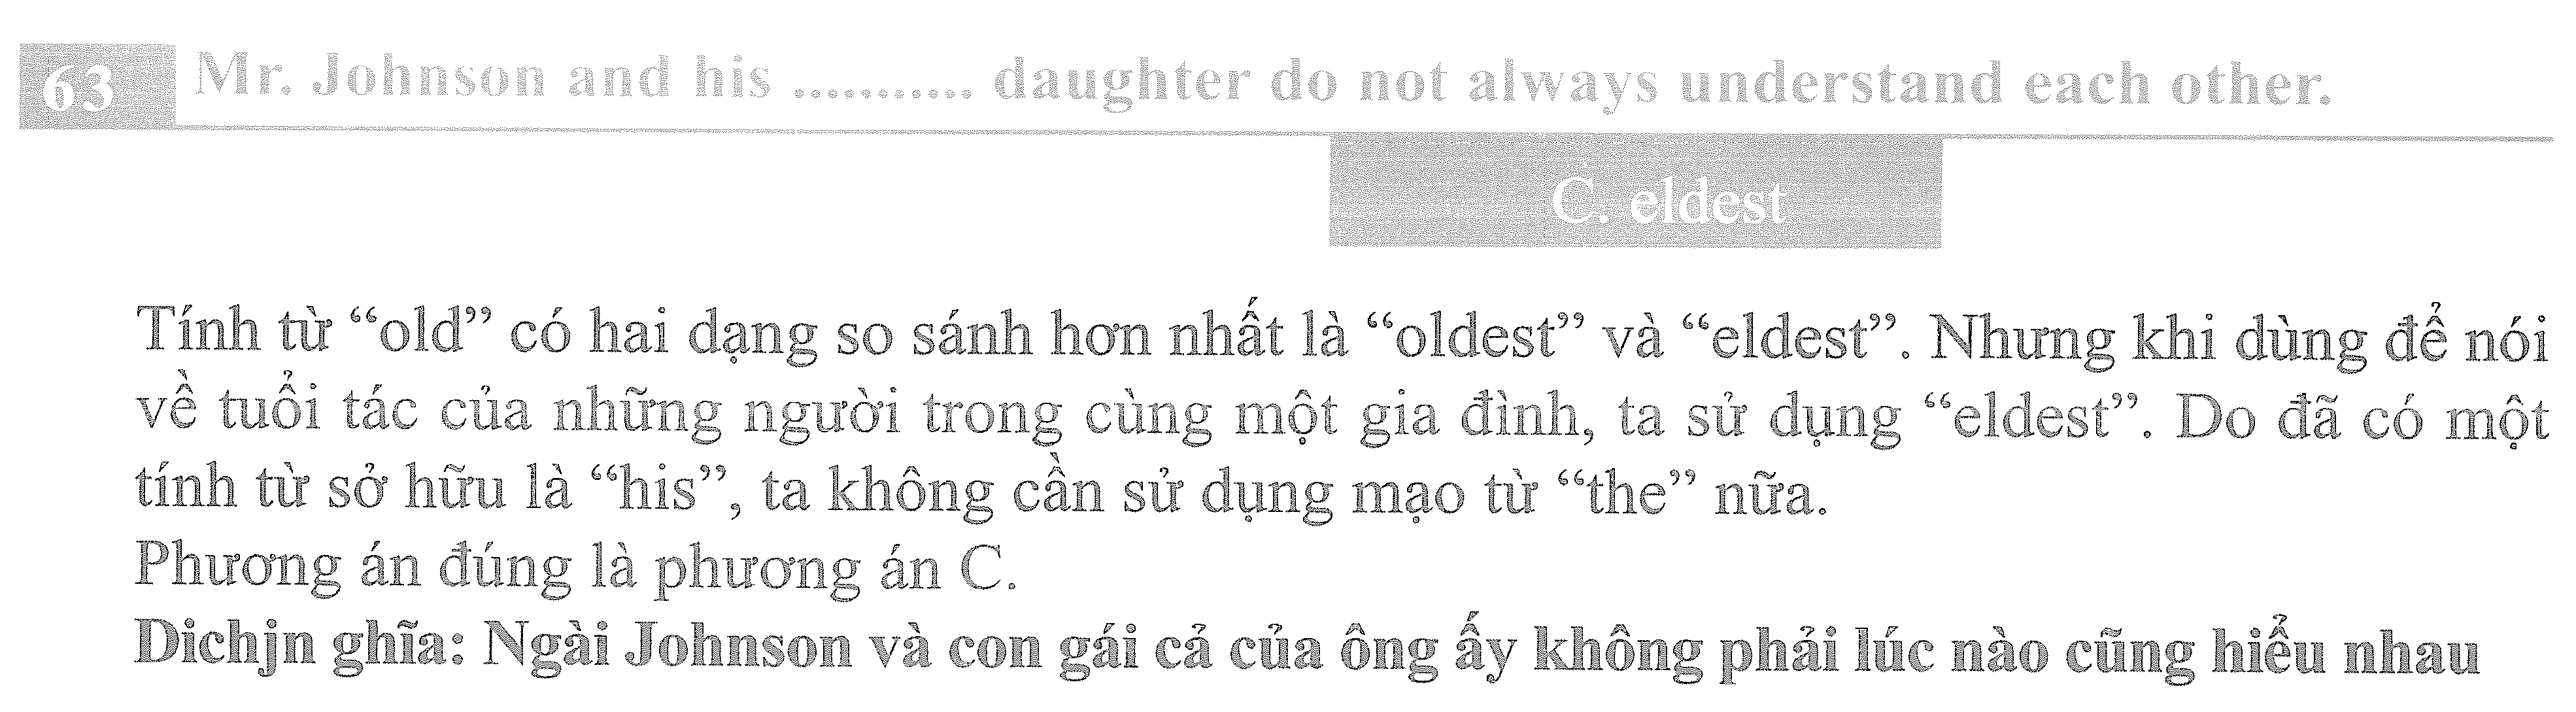 63 Mr. Johnson and his ........... daughter do not always understand each other.
C. eldest
Tính từ “old” có hai dạng so sánh hơn nhất là “oldest” và “eldest”. Nhưng khi dùng để nói
về tuổi tác của những người trong cùng một gia đình, ta sử dụng “eldest”. Do đã có một
tính từ sở hữu là “his”, ta không cần sử dụng mạo từ “the” nữa.
Phương án đúng là phương án C.
Dichjn ghĩa: Ngài Johnson và con gái cả của ông ấy không phải lúc nào cũng hiểu nhau